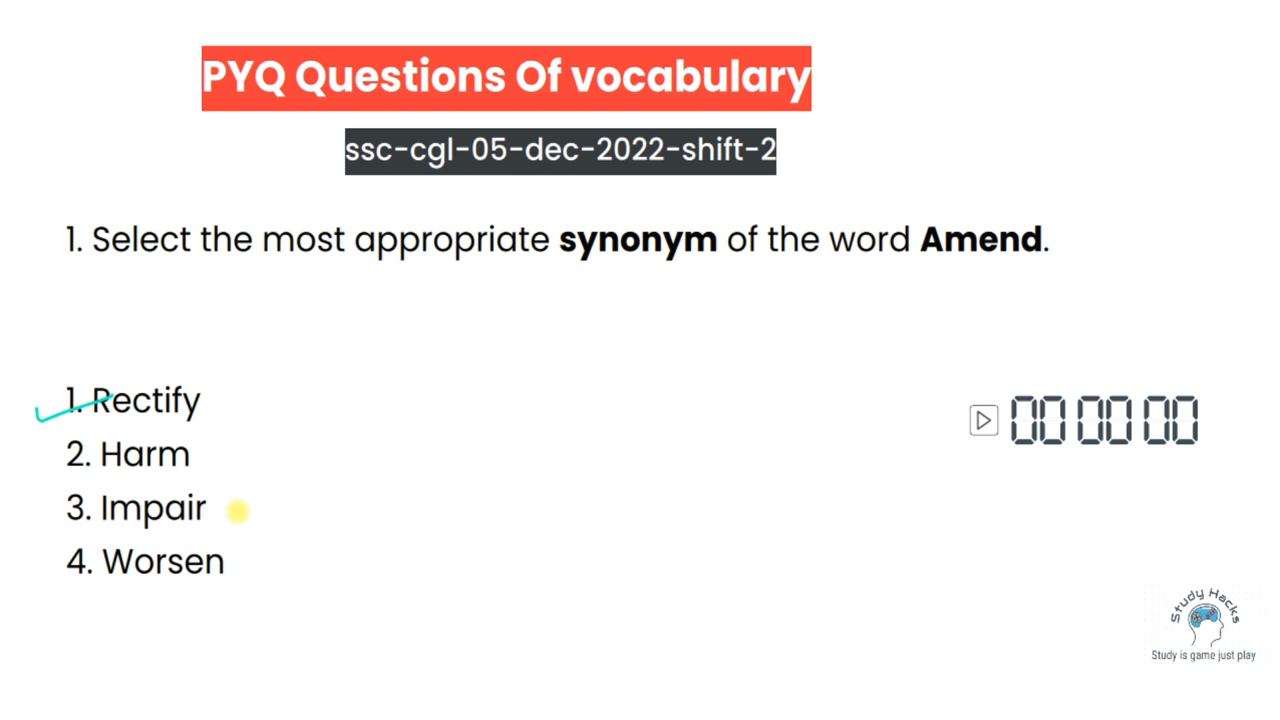 PYQ Questions Of vocabulary
ssc-cgl-05-dec-2022-shift-2
1. Select the most appropriate synonym of the word Amend.
1. Rectify
2. Harm
3. Impair
4. Worsen
00 00 00
Study Hacks
Study is game just play